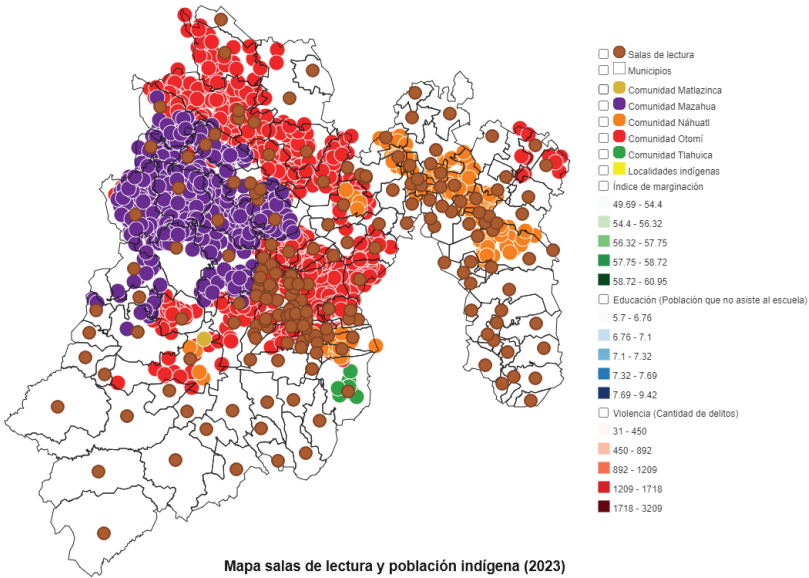 Salas de lectura
Municipios
Comunidad Matlazinca
Comunidad Mazahua
Comunidad Náhuatl
Comunidad Otomí
Comunidad Tlahuica
Localidades indígenas
Índice de marginación
49.69 - 54.4
54.4 - 56.32
56.32 - 57.75
57.75 - 58.72
58.72 - 60.95
Educación (Población que no asiste al escuela)
5.7 - 6.76
6.76 - 7.1
7.1 - 7.32
7.32 - 7.69
7.69 - 9.42
Violencia (Cantidad de delitos)
31 - 450
450 - 892
892 - 1209
1209 - 1718
1718 - 3209
Mapa salas de lectura y población indígena (2023)